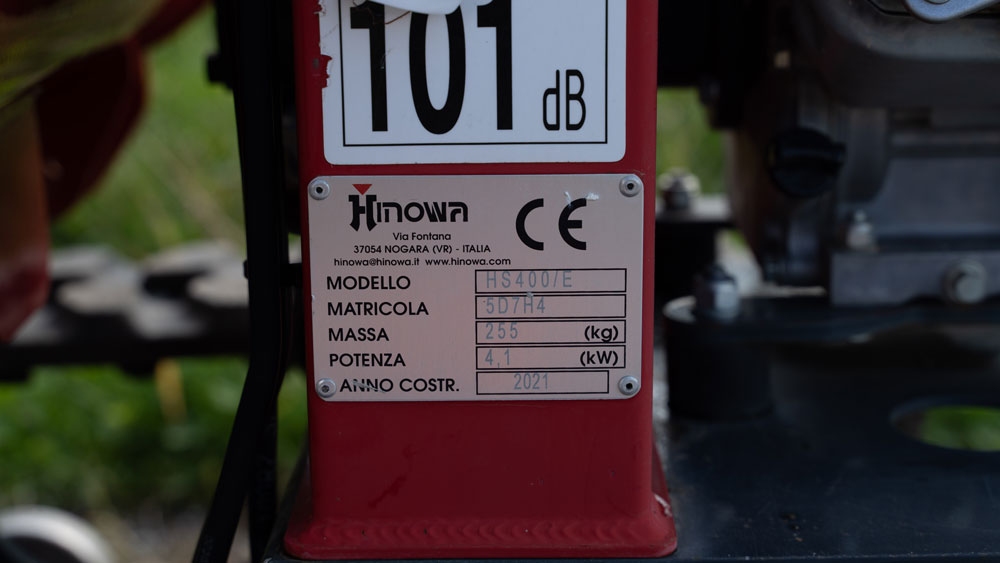 101 dB
HINOWA
CE
Via Fontana
37054 NOGARA (VR) - ITALIA
hinowa@hinowa.it www.hinowa.com
MODELLO HS400/E
MATRICOLA 5D7H4
MASSA 255 (kg)
POTENZA 4,1 (kW)
ANNO COSTR. 2021